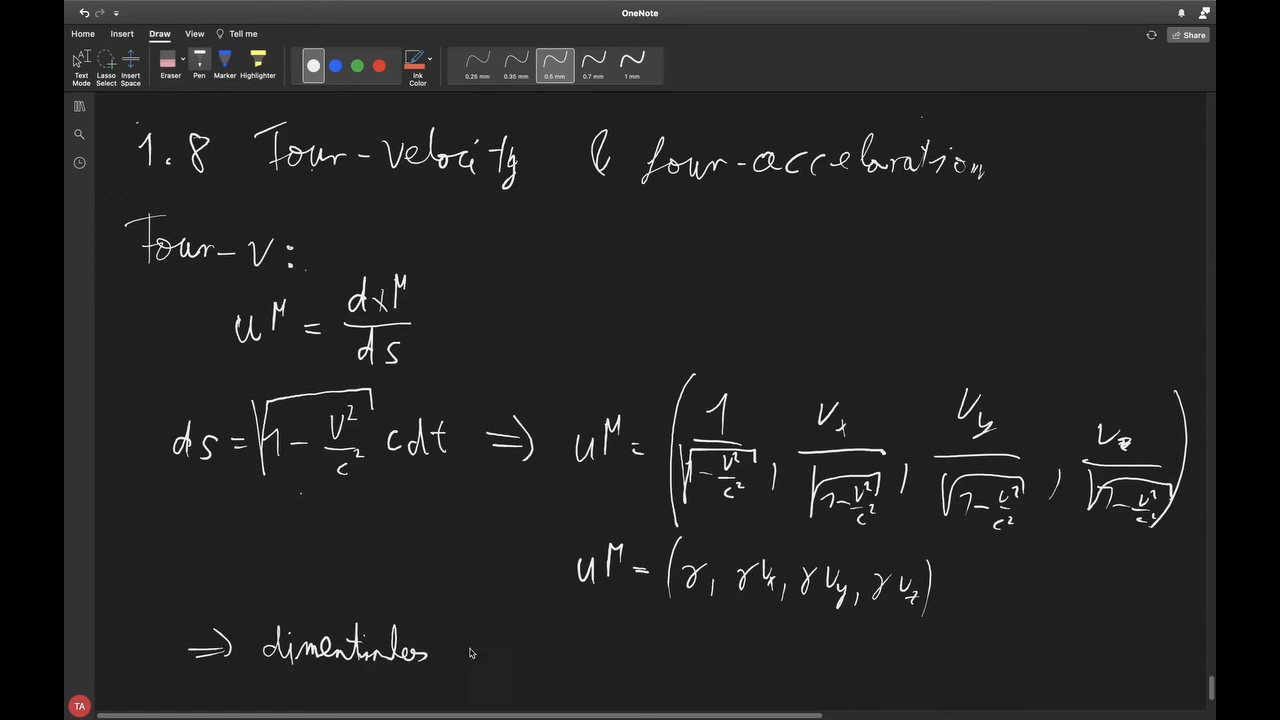 OneNote
Home Insert Draw View Tell me
Share
Text Mode Lasso Select Insert Space Eraser Pen Marker Highlighter Ink Color 0.25 mm 0.35 mm 0.5 mm 0.7 mm 1 mm
1.8 Four-velocity & four-accelaration
Four-v:
u^μ = dx^μ / ds
ds = √(1 - v²/c²) cdt ⇒ u^μ = (1/√(1 - v²/c²), v_x/√(1 - v²/c²), v_y/√(1 - v²/c²), v_z/√(1 - v²/c²))
u^μ = (γ, γv_x, γv_y, γv_z)
⇒ dimentinles
TA